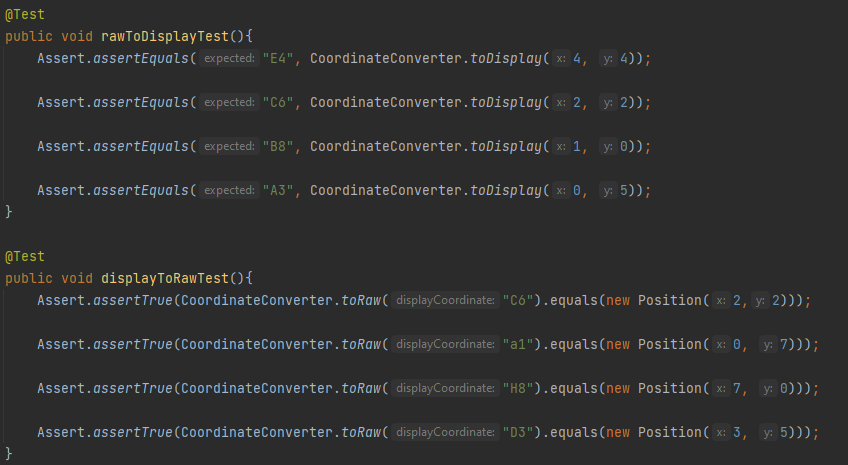 @Test
public void rawToDisplayTest(){
    Assert.assertEquals( expected: "E4", CoordinateConverter.toDisplay( x: 4, y: 4));
    Assert.assertEquals( expected: "C6", CoordinateConverter.toDisplay( x: 2, y: 2));
    Assert.assertEquals( expected: "B8", CoordinateConverter.toDisplay( x: 1, y: 0));
    Assert.assertEquals( expected: "A3", CoordinateConverter.toDisplay( x: 0, y: 5));
}
@Test
public void displayToRawTest(){
    Assert.assertTrue(CoordinateConverter.toRaw( displayCoordinate: "C6").equals(new Position( x: 2, y: 2)));
    Assert.assertTrue(CoordinateConverter.toRaw( displayCoordinate: "a1").equals(new Position( x: 0, y: 7)));
    Assert.assertTrue(CoordinateConverter.toRaw( displayCoordinate: "H8").equals(new Position( x: 7, y: 0)));
    Assert.assertTrue(CoordinateConverter.toRaw( displayCoordinate: "D3").equals(new Position( x: 3, y: 5)));
}